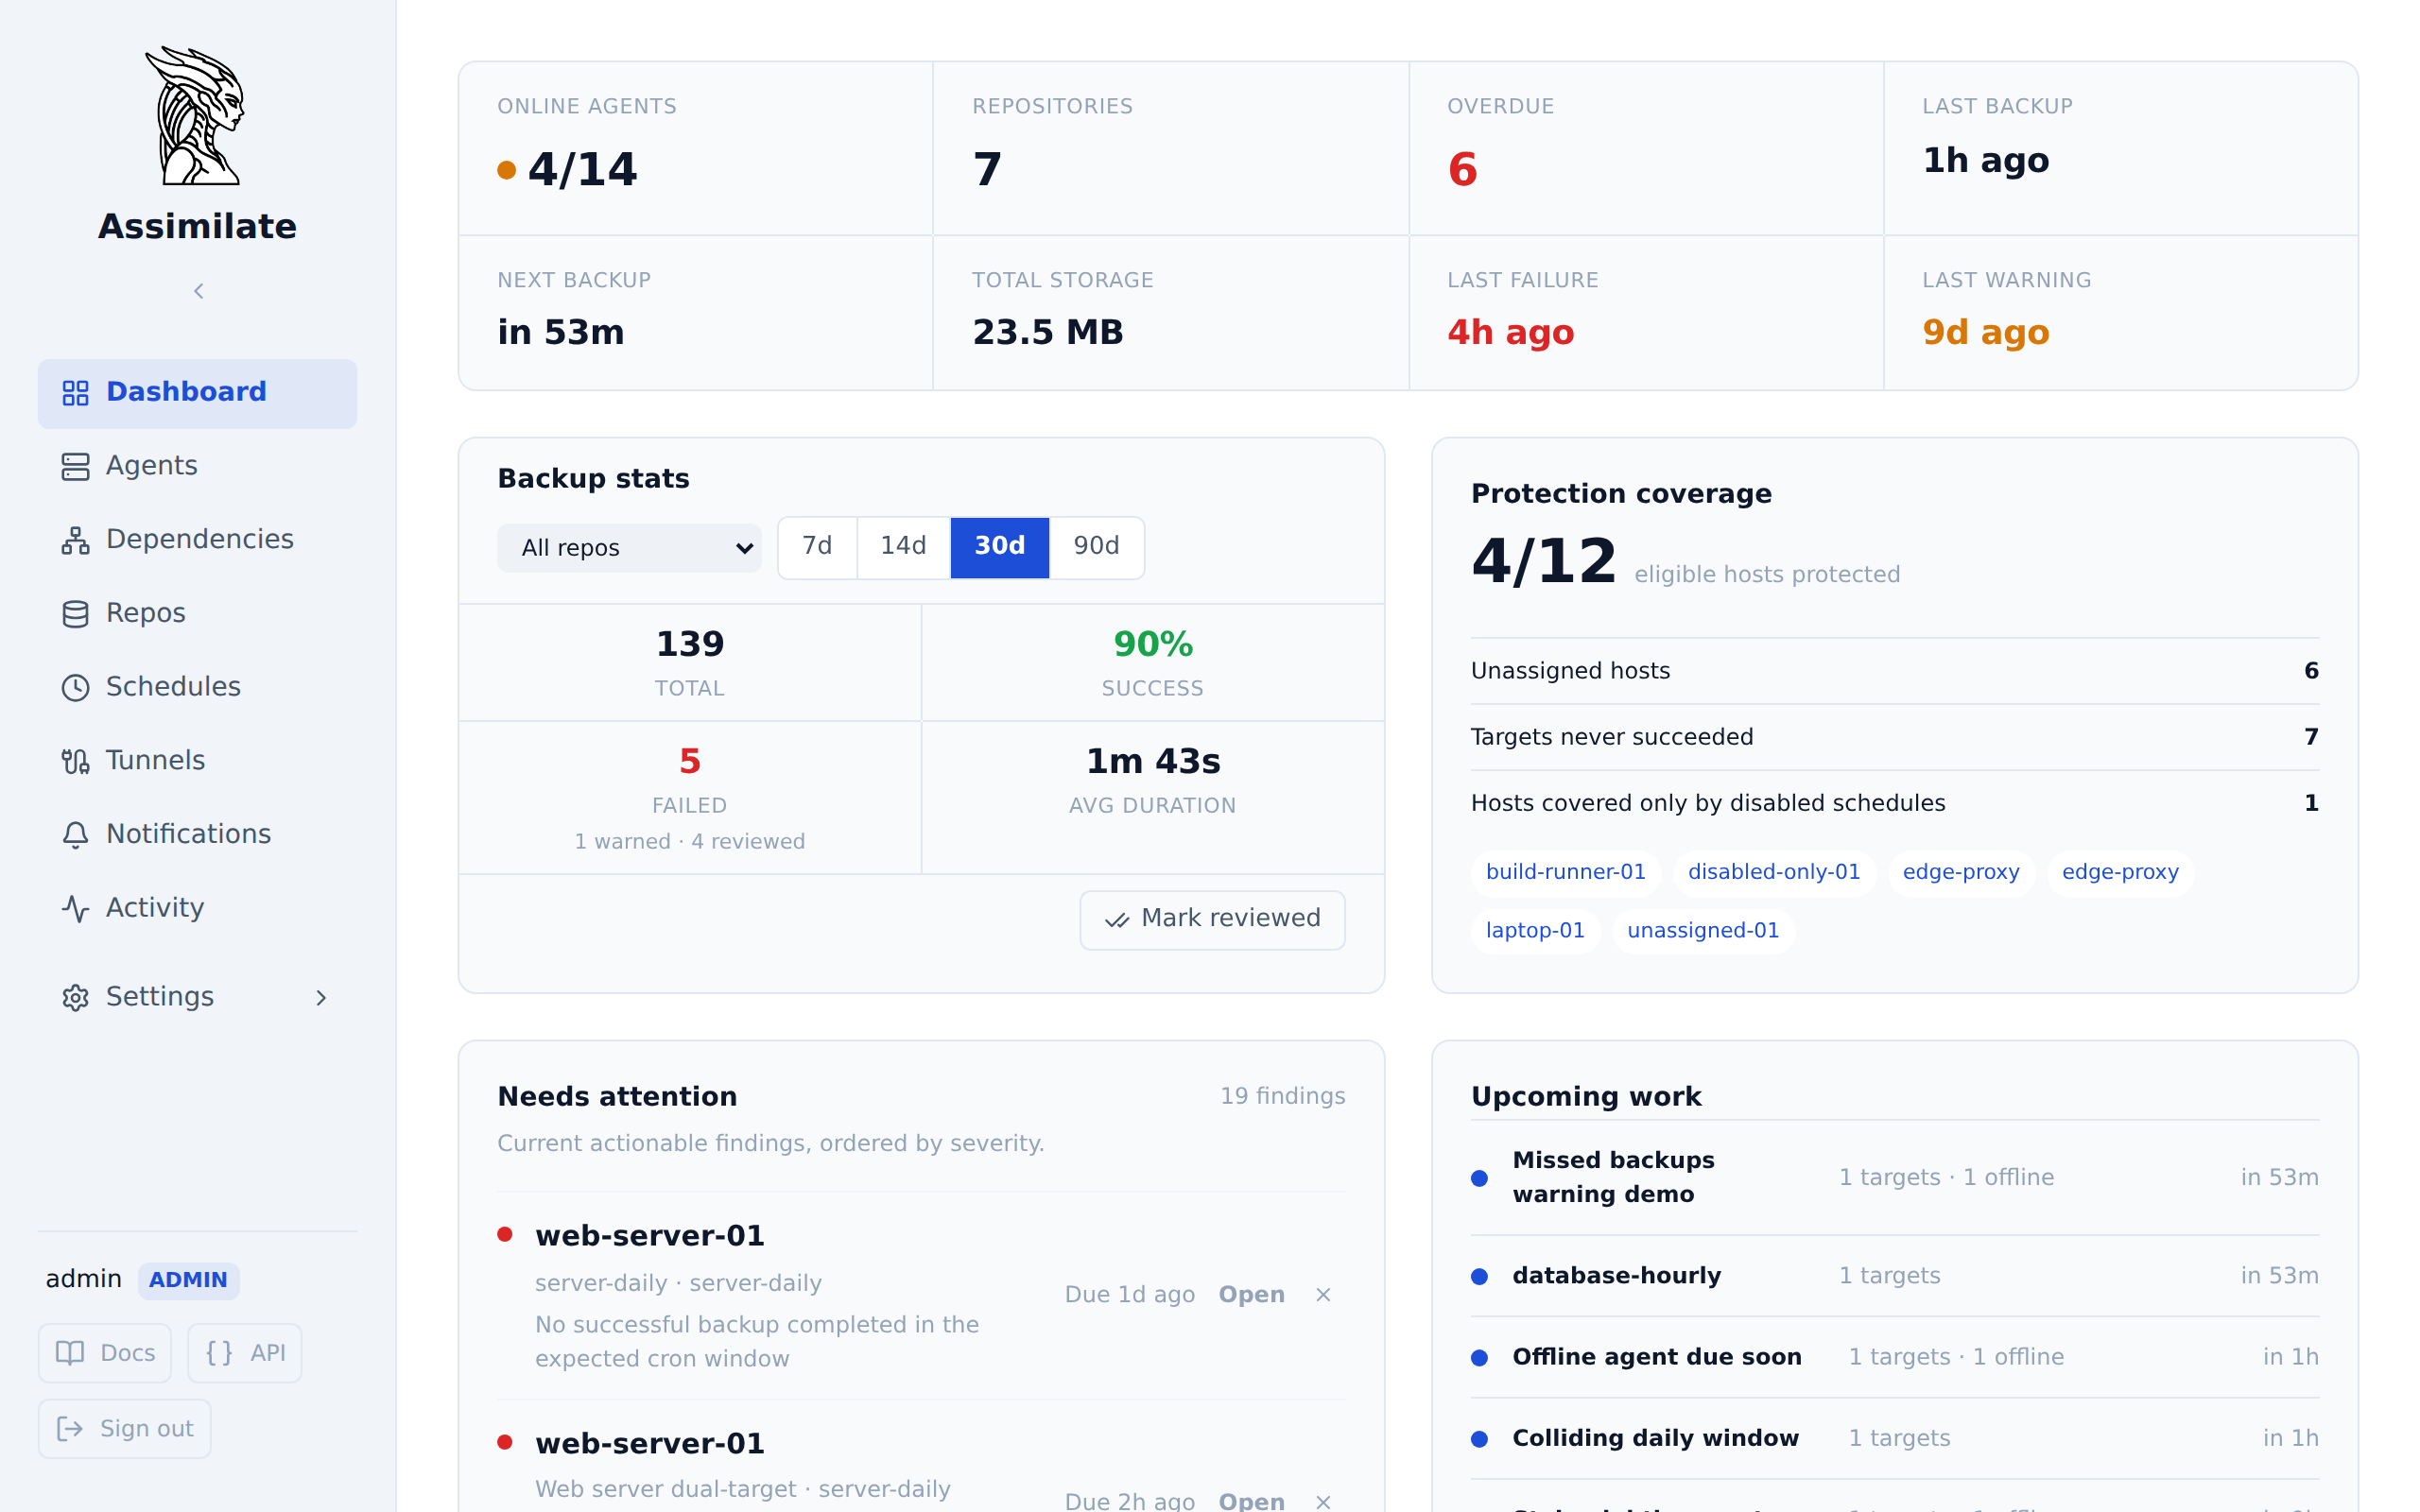 Assimilate
Dashboard
Agents
Dependencies
Repos
Schedules
Tunnels
Notifications
Activity
Settings
admin ADMIN
Docs
{} API
Sign out
ONLINE AGENTS
4/14
REPOSITORIES
7
OVERDUE
6
LAST BACKUP
1h ago
NEXT BACKUP
in 53m
TOTAL STORAGE
23.5 MB
LAST FAILURE
4h ago
LAST WARNING
9d ago
Backup stats
All repos 7d 14d 30d 90d
139
TOTAL
90%
SUCCESS
5
FAILED
1 warned · 4 reviewed
1m 43s
AVG DURATION
Mark reviewed
Protection coverage
4/12 eligible hosts protected
Unassigned hosts 6
Targets never succeeded 7
Hosts covered only by disabled schedules 1
build-runner-01 disabled-only-01 edge-proxy edge-proxy
laptop-01 unassigned-01
Needs attention 19 findings
Current actionable findings, ordered by severity.
web-server-01
server-daily · server-daily
Due 1d ago Open ×
No successful backup completed in the
expected cron window
web-server-01
Web server dual-target · server-daily
Due 2h ago Open ×
Upcoming work
Missed backups
warning demo
1 targets · 1 offline in 53m
database-hourly 1 targets in 53m
Offline agent due soon 1 targets · 1 offline in 1h
Colliding daily window 1 targets in 1h